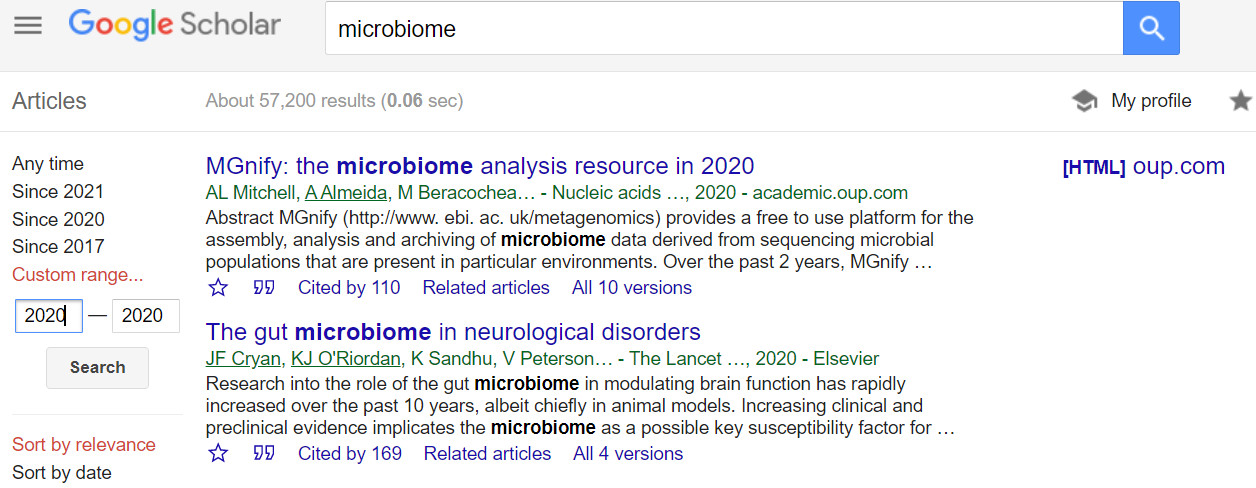 Google Scholar
microbiome
Articles
About 57,200 results (0.06 sec)
My profile
Any time
Since 2021
Since 2020
Since 2017
Custom range...
2020 — 2020
Search
Sort by relevance
Sort by date
MGnify: the microbiome analysis resource in 2020
[HTML] oup.com
AL Mitchell, A Almeida, M Beracochea… - Nucleic acids …, 2020 - academic.oup.com
Abstract MGnify (http://www. ebi. ac. uk/metagenomics) provides a free to use platform for the
assembly, analysis and archiving of microbiome data derived from sequencing microbial
populations that are present in particular environments. Over the past 2 years, MGnify …
Cited by 110 Related articles All 10 versions
The gut microbiome in neurological disorders
JF Cryan, KJ O'Riordan, K Sandhu, V Peterson… - The Lancet …, 2020 - Elsevier
Research into the role of the gut microbiome in modulating brain function has rapidly
increased over the past 10 years, albeit chiefly in animal models. Increasing clinical and
preclinical evidence implicates the microbiome as a possible key susceptibility factor for …
Cited by 169 Related articles All 4 versions